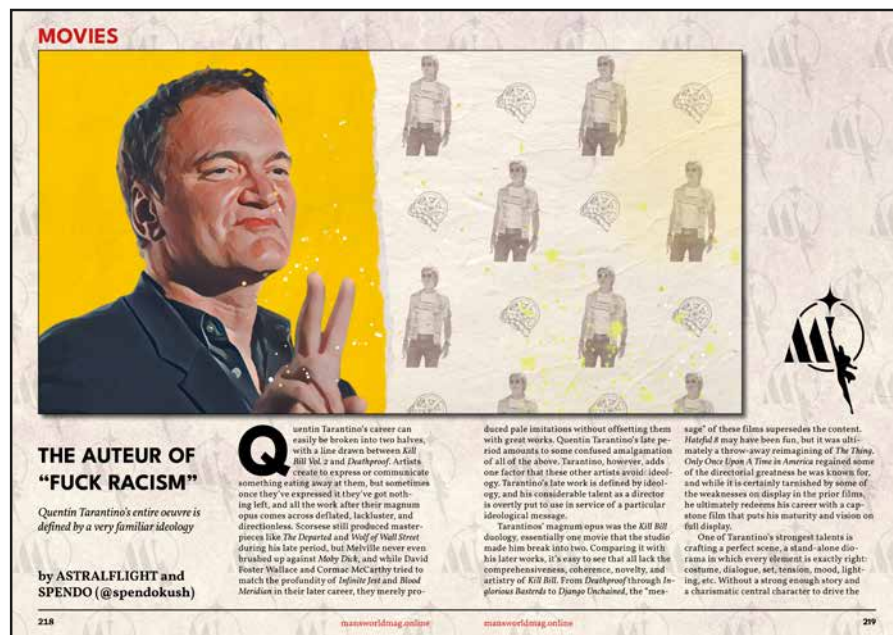 MOVIES
THE AUTEUR OF
“FUCK RACISM”
Quentin Tarantino's entire oeuvre is
defined by a very familiar ideology
by ASTRALFLIGHT and
SPENDO (@spendokush)
Quentin Tarantino's career can
easily be broken into two halves,
with a line drawn between Kill
Bill Vol. 2 and Deathproof. Artists
create to express or communicate
something eating away at them, but sometimes
once they've expressed it they've got noth-
ing left, and all the work after their magnum
opus comes across deflated, lackluster, and
directionless. Scorsese still produced master-
pieces like The Departed and Wolf of Wall Street
during his late period, but Melville never even
brushed up against Moby Dick, and while David
Foster Wallace and Cormac McCarthy tried to
match the profundity of Infinite Jest and Blood
Meridian in their later career, they merely pro-
duced pale imitations without offsetting them
with great works. Quentin Tarantino's late pe-
riod amounts to some confused amalgamation
of all of the above. Tarantino, however, adds
one factor that these other artists avoid: ideol-
ogy. Tarantino's late work is defined by ideol-
ogy, and his considerable talent as a director
is overtly put to use in service of a particular
ideological message.
Tarantinos' magnum opus was the Kill Bill
duology, essentially one movie that the studio
made him break into two. Comparing it with
his later works, it's easy to see that all lack the
comprehensiveness, coherence, novelty, and
artistry of Kill Bill. From Deathproof through In-
glorious Basterds to Django Unchained, the "mes-
sage" of these films supersedes the content.
Hateful 8 may have been fun, but it was ulti-
mately a throw-away reimagining of The Thing.
Only Once Upon A Time in America regained some
of the directorial greatness he was known for,
and while it is certainly tarnished by some of
the weaknesses on display in the prior films,
he ultimately redeems his career with a cap-
stone film that puts his maturity and vision on
full display.
One of Tarantino's strongest talents is
crafting a perfect scene, a stand-alone dio-
rama in which every element is exactly right:
costume, dialogue, set, tension, mood, light-
ing, etc. Without a strong enough story and
a charismatic central character to drive the
218
mansworldmag.online
mansworldmag.online
219